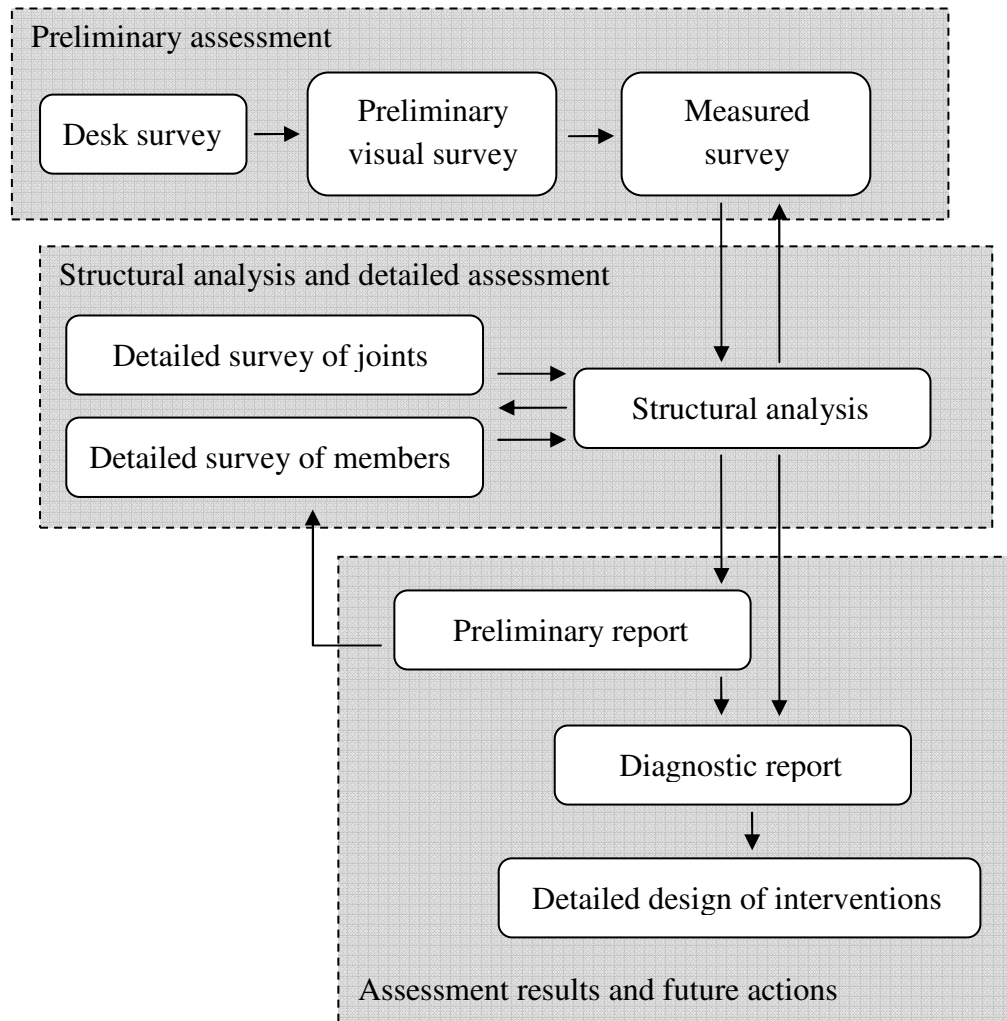 Preliminary assessment
Desk survey
Preliminary
visual survey
Measured
survey
Structural analysis and detailed assessment
Detailed survey of joints
Structural analysis
Detailed survey of members
Preliminary report
Diagnostic report
Detailed design of interventions
Assessment results and future actions